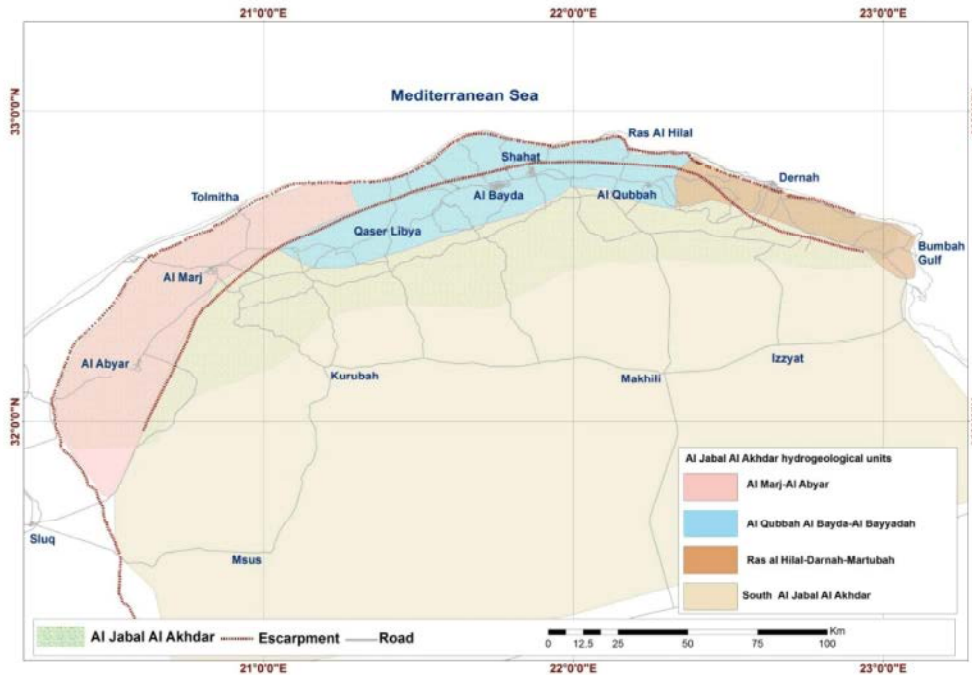 21°0'0"E
22°0'0"E
23°0'0"E
33°0'0"N
Mediterranean Sea
Ras Al Hilal
Shahat
Dernah
Tolmitha
Al Bayda
Al Qubbah
Qaser Libya
Bumbah
Gulf
Al Marj
Izzyat
Al Abyar
Kurubah
Makhili
32°0'0"N
Al Jabal Al Akhdar hydrogeological units
Al Marj-Al Abyar
Al Qubbah Al Bayda-Al Bayyadah
Sluq
Msus
Ras al Hilal-Darnah-Martubah
South Al Jabal Al Akhdar
Al Jabal Al Akhdar
Escarpment
Road
Km
0 12.5 25 50 75 100
21°0'0"E
22°0'0"E
23°0'0"E